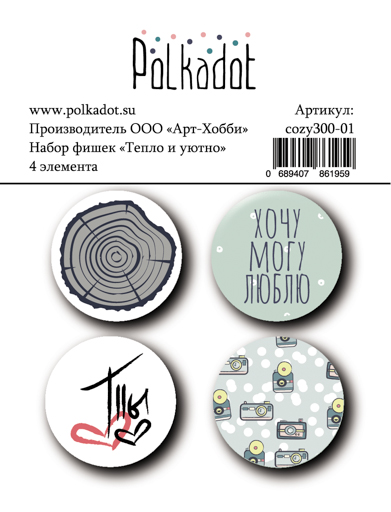 Polkadot
www.polkadot.su
Производитель ООО «Арт-Хобби»
Набор фишек «Тепло и уютно»
4 элемента
Артикул:
cozy300-01
0 689407 861959
ХОЧУ
МОГУ
ЛЮБЛЮ
Ты